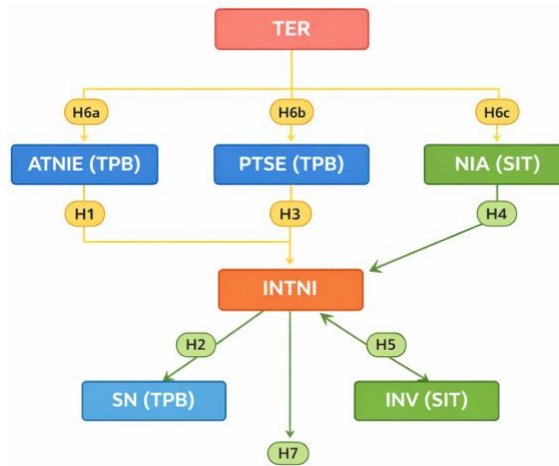 TER
H6a H6b H6c
ATNIE (TPB) PTSE (TPB) NIA (SIT)
H1 H3 H4
INTNI
H2 H5
SN (TPB) INV (SIT)
H7